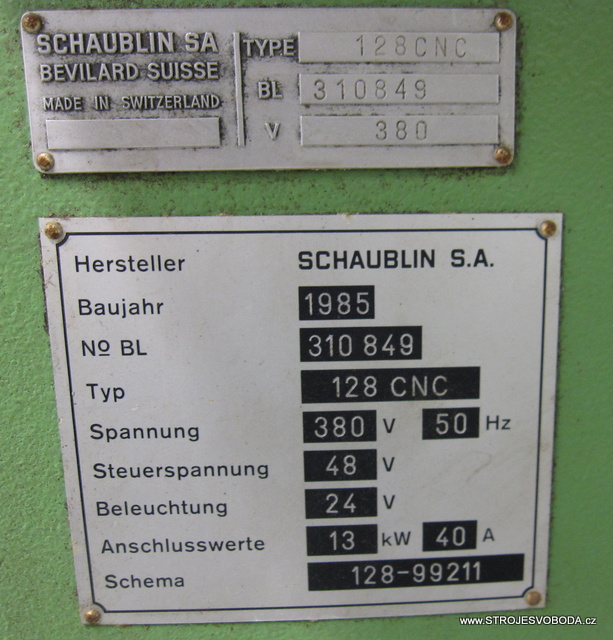 SCHAUBLIN SA
BEVILARD SUISSE
MADE IN SWITZERLAND
TYPE 128CNC
BL 310849
V 380
Hersteller SCHAUBLIN S.A.
Baujahr 1985
Nº BL 310 849
Typ 128 CNC
Spannung 380 V 50 Hz
Steuerspannung 48 V
Beleuchtung 24 V
Anschlusswerte 13 kW 40 A
Schema 128-99211
www.STROJESVOBODA.cz